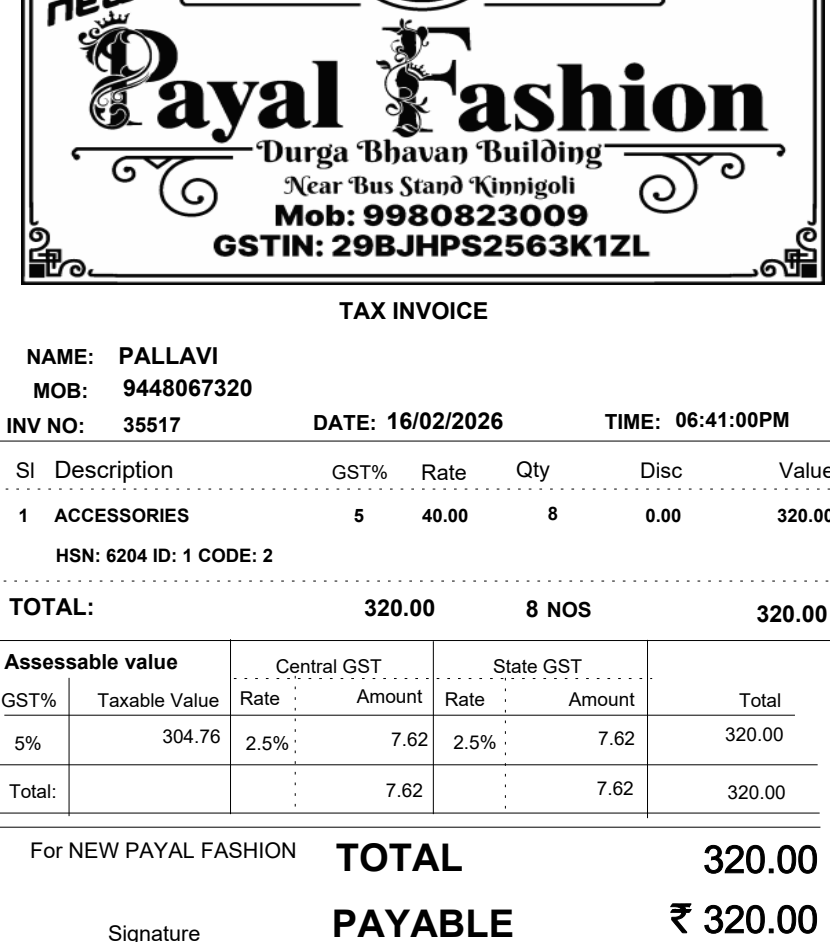 new
Payal Fashion
Durga Bhavan Building
Near Bus Stand Kinnigoli
Mob: 9980823009
GSTIN: 29BJHPS2563K1ZL
TAX INVOICE
NAME: PALLAVI
MOB: 9448067320
INV NO: 35517 DATE: 16/02/2026 TIME: 06:41:00PM
Sl Description GST% Rate Qty Disc Value
1 ACCESSORIES 5 40.00 8 0.00 320.00
HSN: 6204 ID: 1 CODE: 2
TOTAL: 320.00 8 NOS 320.00
Assessable value Central GST State GST
GST% Taxable Value Rate Amount Rate Amount Total
5% 304.76 2.5% 7.62 2.5% 7.62 320.00
Total: 7.62 7.62 320.00
For NEW PAYAL FASHION TOTAL 320.00
Signature PAYABLE ₹ 320.00